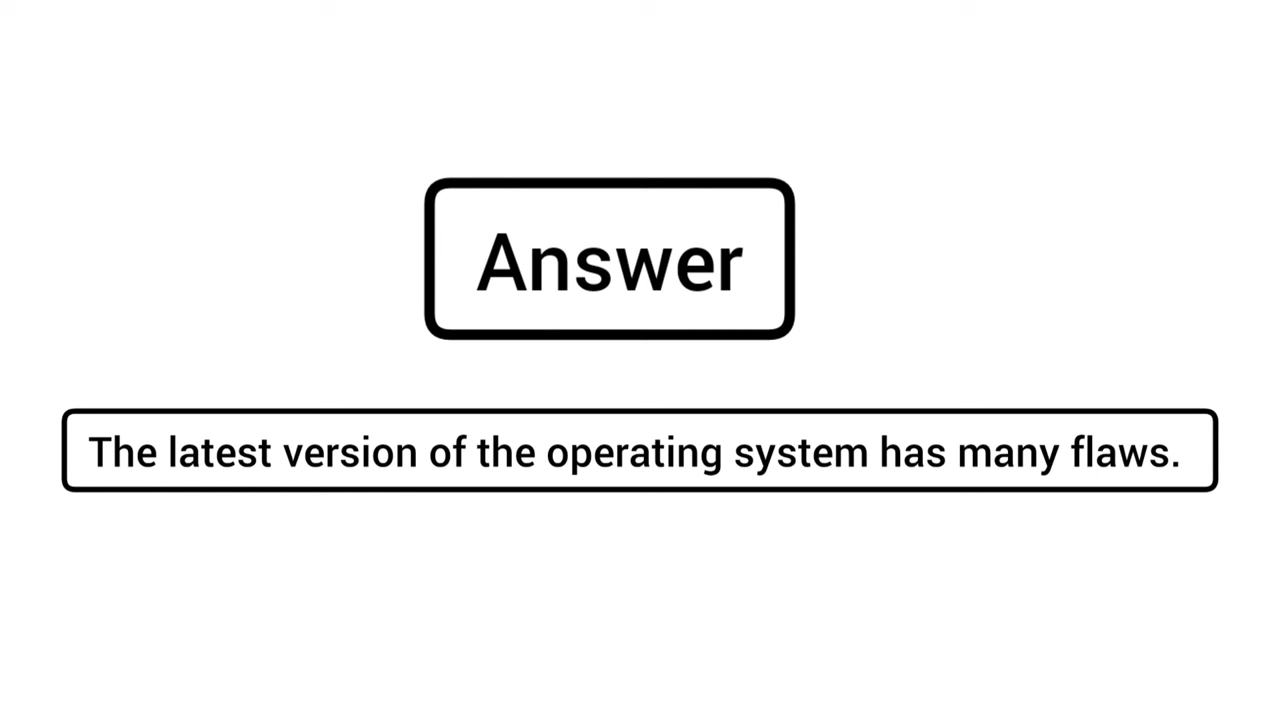 Answer
The latest version of the operating system has many flaws.